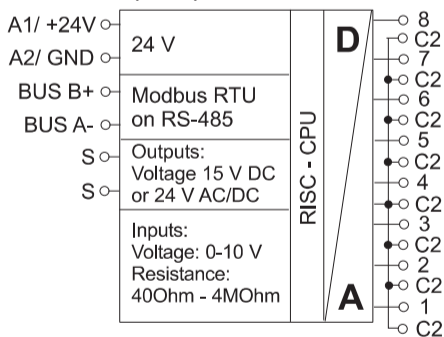 A1/ +24V
A2/ GND
BUS B+
BUS A-
S
S
24 V
Modbus RTU
on RS-485
Outputs:
Voltage 15 V DC
or 24 V AC/DC
Inputs:
Voltage: 0-10 V
Resistance:
40Ohm - 4MOhm
RISC - CPU
D
A
8
C2
7
C2
6
C2
5
C2
4
C2
3
C2
2
C2
1
C2